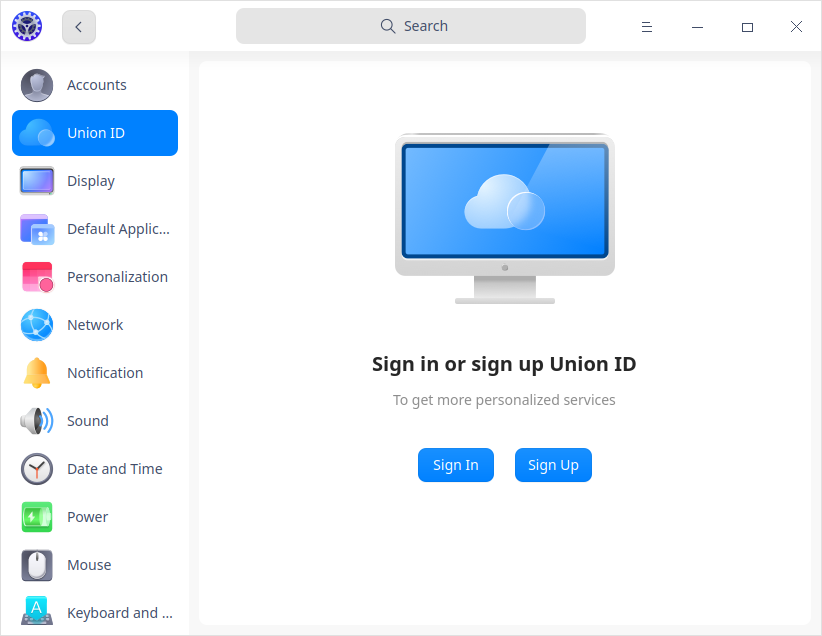 Search
Accounts
Union ID
Display
Default Applic...
Personalization
Network
Notification
Sound
Date and Time
Power
Mouse
A
Keyboard and ...
Sign in or sign up Union ID
To get more personalized services
Sign In
Sign Up